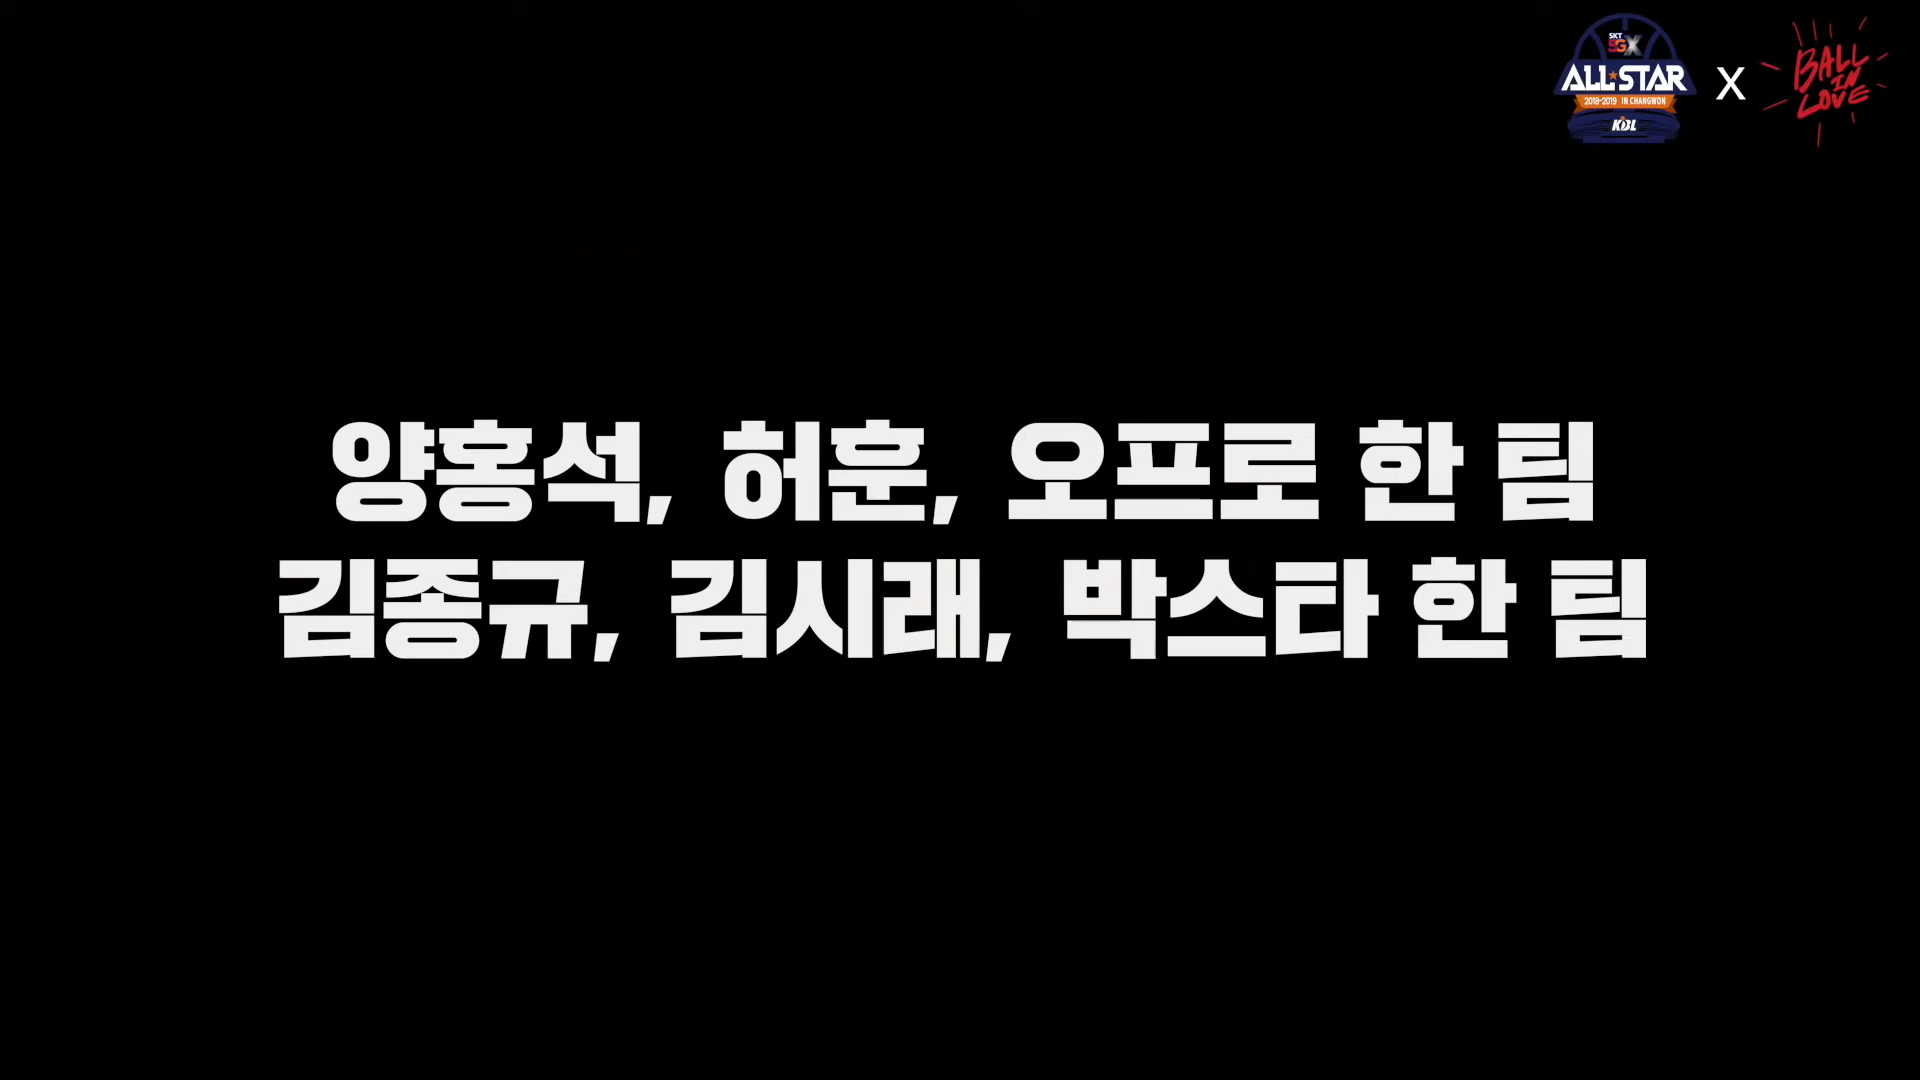 SKT
5GX
ALL★STAR
2018-2019 IN CHANGWON
KBL
X
BALL
IN
LOVE
양홍석, 허훈, 오프로 한 팀
김종규, 김시래, 박스타 한 팀